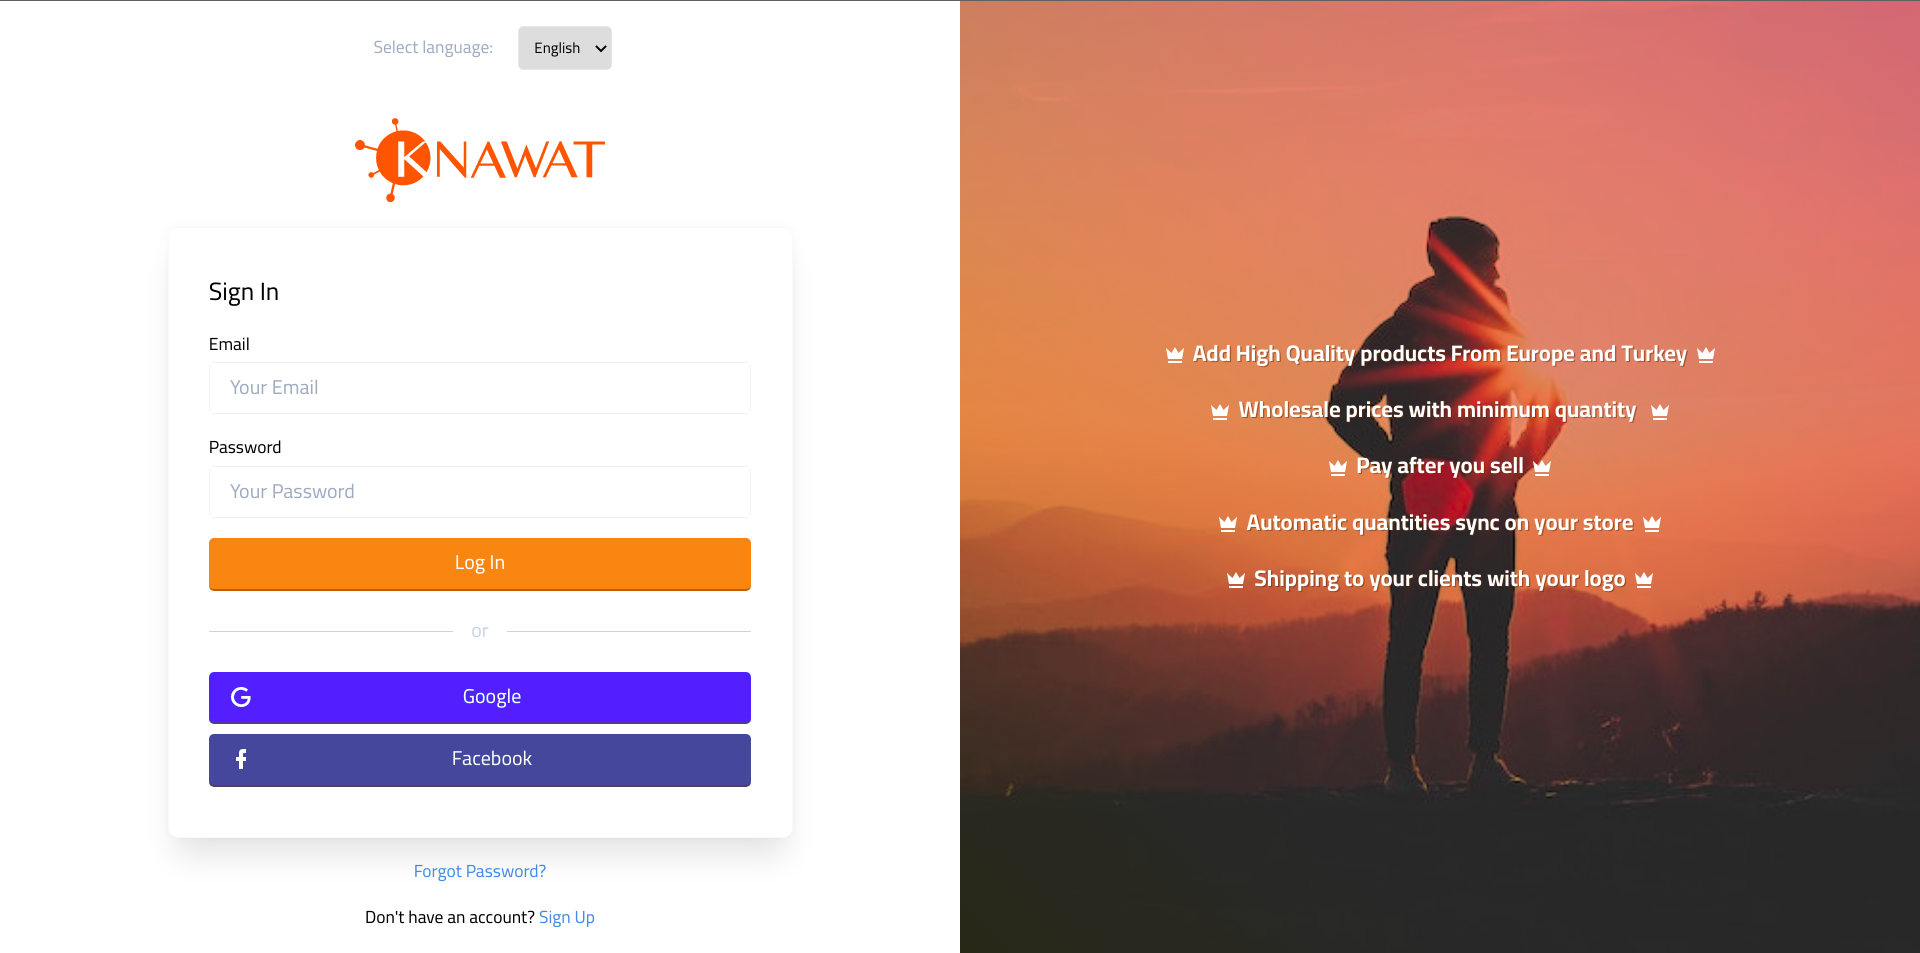 Select language:
English
KNAWAT
Sign In
Email
Your Email
Password
Your Password
Log In
or
Google
Facebook
Forgot Password?
Don't have an account? Sign Up
Add High Quality products From Europe and Turkey
Wholesale prices with minimum quantity
Pay after you sell
Automatic quantities sync on your store
Shipping to your clients with your logo